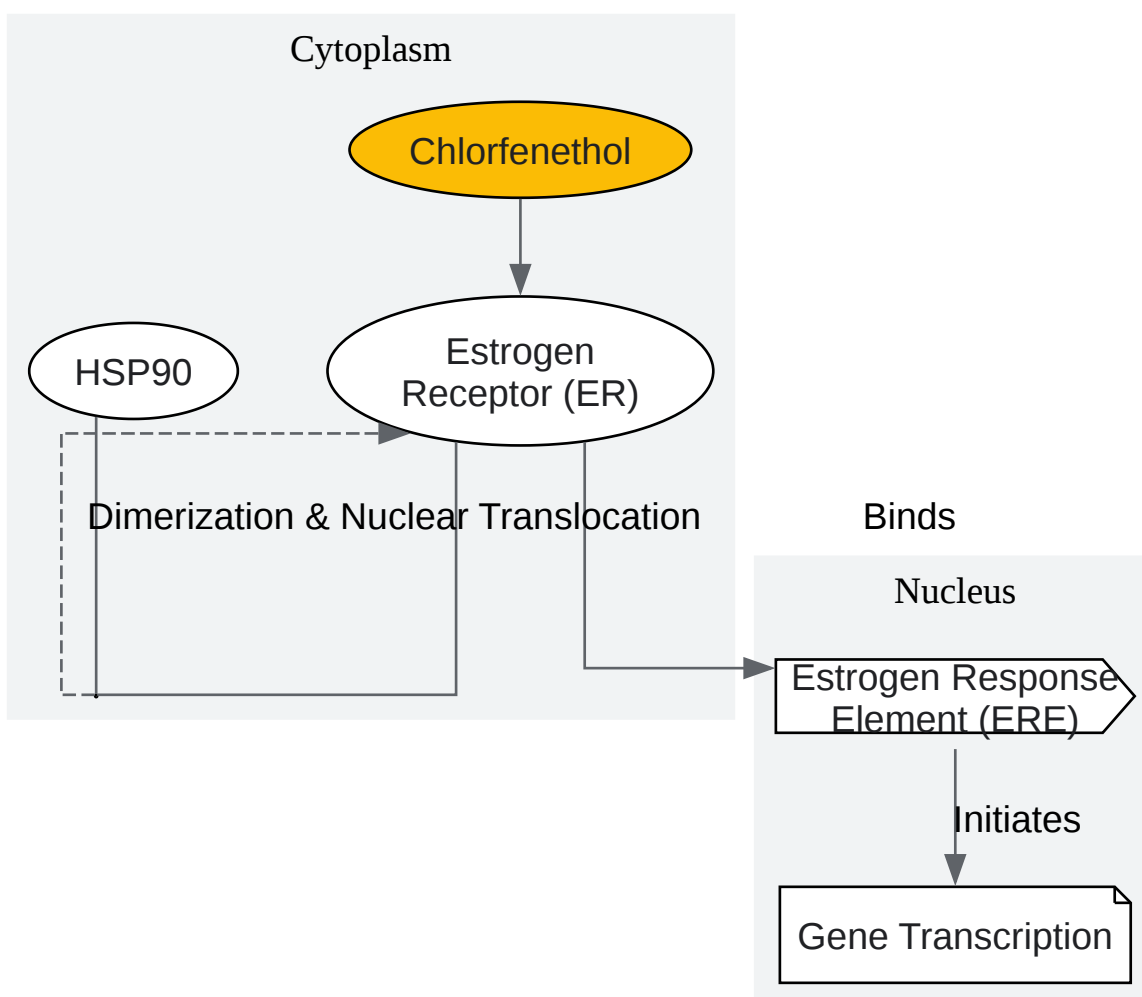 Cytoplasm
Chlorfenethol
Estrogen
Receptor (ER)
HSP90
Dimerization & Nuclear Translocation
Binds
Nucleus
Estrogen Response
Element (ERE)
Initiates
Gene Transcription